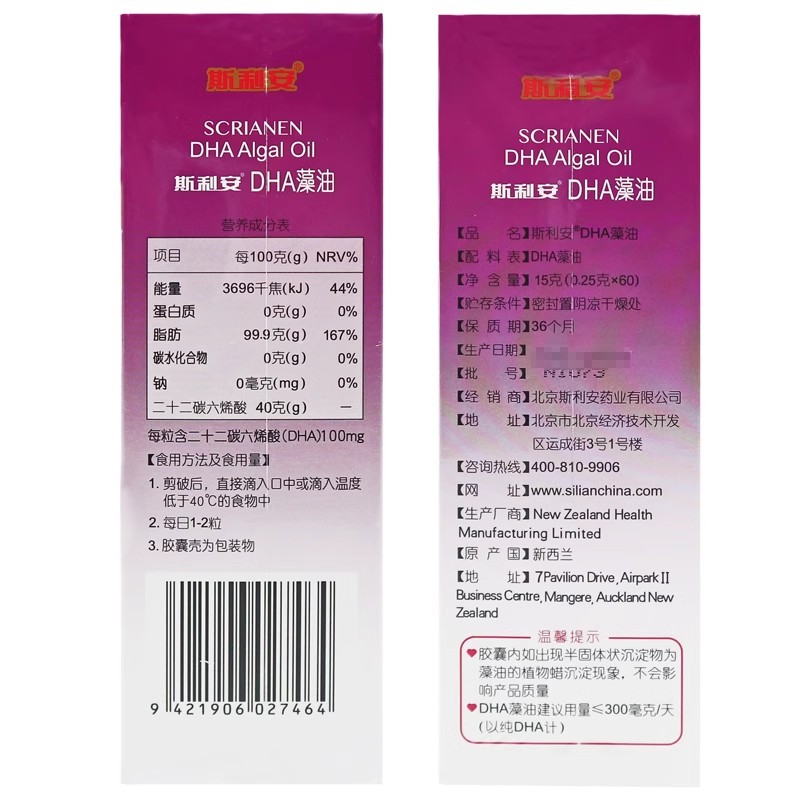 斯利安®
SCRIANEN
DHA Algal Oil
斯利安® DHA藻油
营养成分表
项目 每100克(g) NRV%
能量 3696千焦(kJ) 44%
蛋白质 0克(g) 0%
脂肪 99.9克(g) 167%
碳水化合物 0克(g) 0%
钠 0毫克(mg) 0%
二十二碳六烯酸 40克(g) —
每粒含二十二碳六烯酸(DHA)100mg
【食用方法及食用量】
1. 剪破后，直接滴入口中或滴入温度
低于40℃的食物中
2. 每日1-2粒
3. 胶囊壳为包装物
9 421906 027464
斯利安®
SCRIANEN
DHA Algal Oil
斯利安® DHA藻油
【品 名】斯利安®DHA藻油
【配 料 表】DHA藻油
【净 含 量】15克(0.25克×60)
【贮存条件】密封置阴凉干燥处
【保 质 期】36个月
【生产日期】
【批 号】
【经 销 商】北京斯利安药业有限公司
【地 址】北京市北京经济技术开发
区运成街3号1号楼
【咨询热线】400-810-9906
【网 址】www.silianchina.com
【生产厂商】New Zealand Health
Manufacturing Limited
【原 产 国】新西兰
【地 址】7 Pavilion Drive, Airpark II
Business Centre, Mangere, Auckland New
Zealand
温馨提示
♥胶囊内如出现半固体状沉淀物为
藻油的植物蜡沉淀现象，不会影
响产品质量
♥DHA藻油建议用量≤300毫克/天
(以纯DHA计)